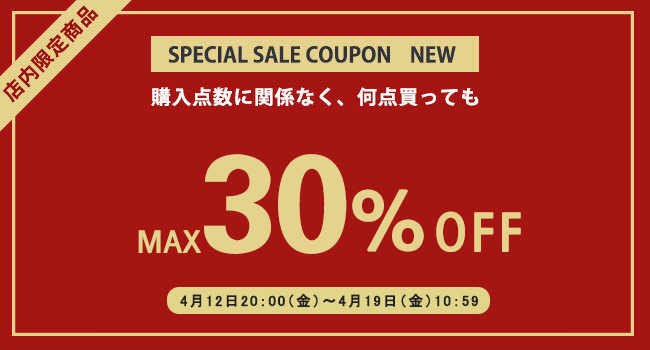 店内限定商品
SPECIAL SALE COUPON NEW
購入点数に関係なく、何点買っても
MAX30%OFF
4月12日20:00(金)～4月19日(金)10:59